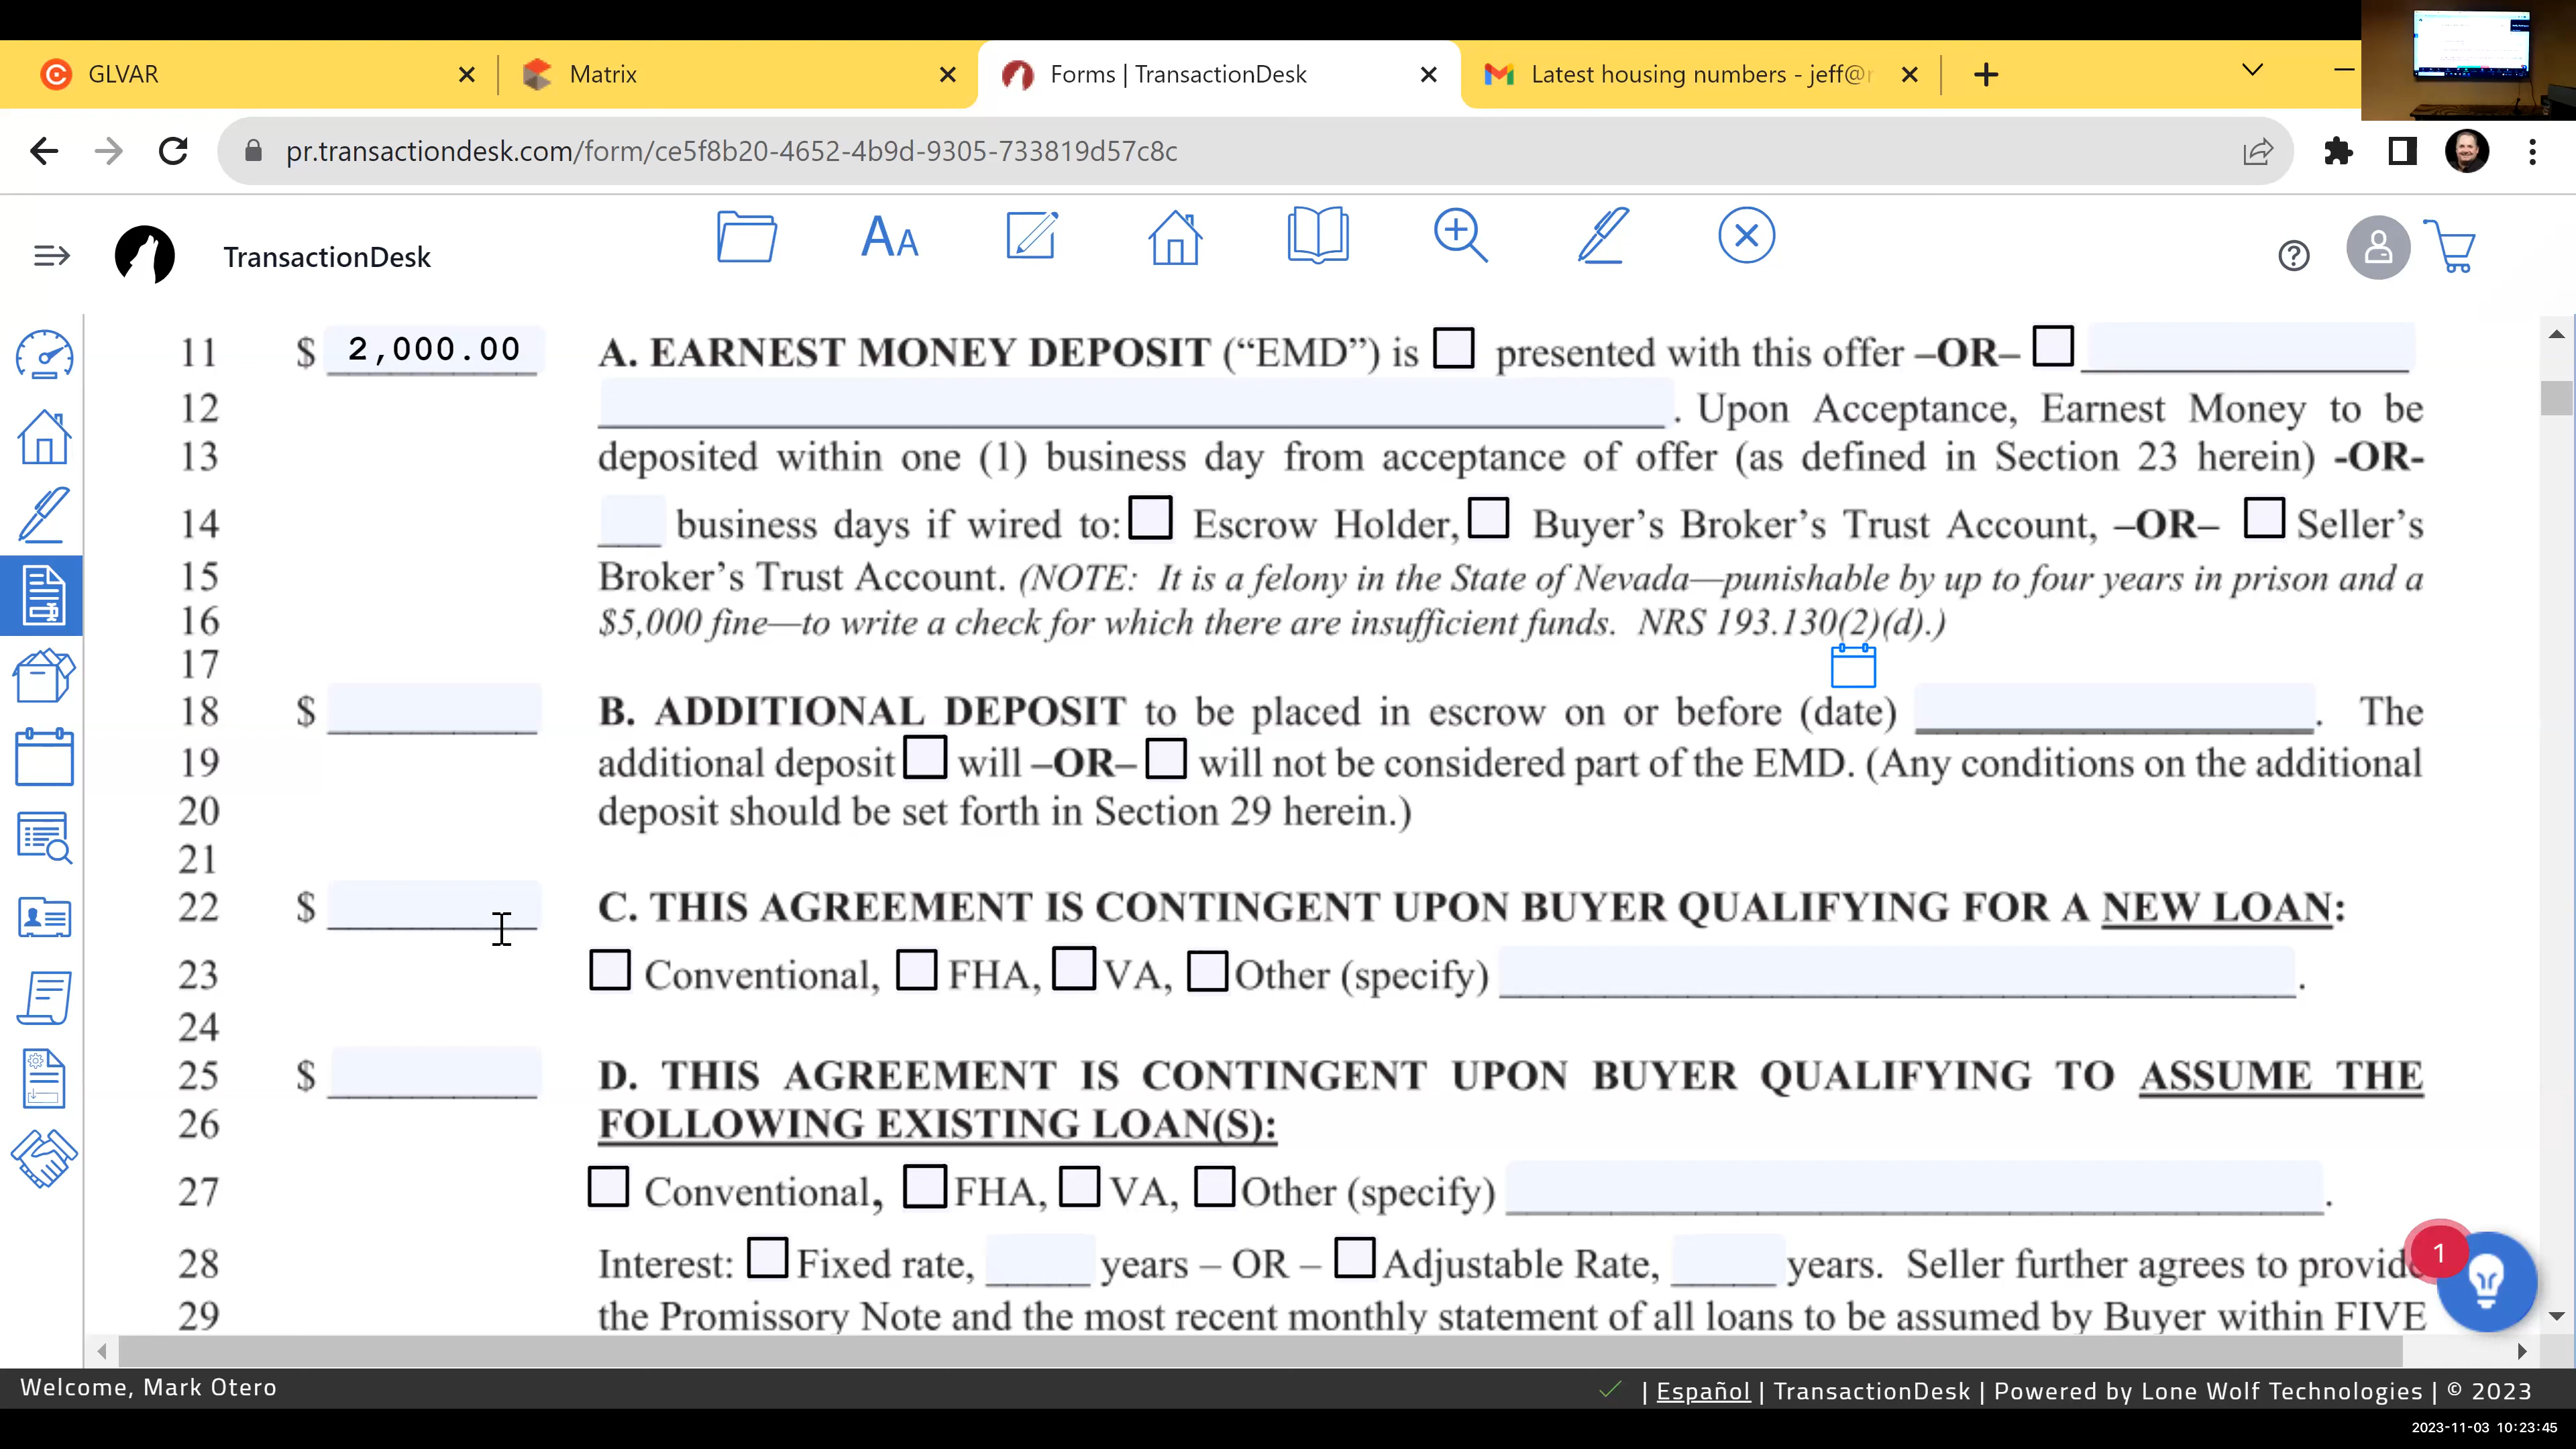 GLVAR
Matrix
Forms | TransactionDesk
Latest housing numbers - jeff@
pr.transactiondesk.com/form/ce5f8b20-4652-4b9d-9305-733819d57c8c
TransactionDesk
11 $ 2,000.00 A. EARNEST MONEY DEPOSIT (“EMD”) is presented with this offer –OR–
12 . Upon Acceptance, Earnest Money to be
13 deposited within one (1) business day from acceptance of offer (as defined in Section 23 herein) -OR-
14 business days if wired to: Escrow Holder, Buyer’s Broker’s Trust Account, –OR– Seller’s
15 Broker’s Trust Account. (NOTE: It is a felony in the State of Nevada—punishable by up to four years in prison and a
16 $5,000 fine—to write a check for which there are insufficient funds. NRS 193.130(2)(d).)
17
18 $ B. ADDITIONAL DEPOSIT to be placed in escrow on or before (date) . The
19 additional deposit will –OR– will not be considered part of the EMD. (Any conditions on the additional
20 deposit should be set forth in Section 29 herein.)
21
22 $ C. THIS AGREEMENT IS CONTINGENT UPON BUYER QUALIFYING FOR A NEW LOAN:
23 Conventional, FHA, VA, Other (specify) .
24
25 $ D. THIS AGREEMENT IS CONTINGENT UPON BUYER QUALIFYING TO ASSUME THE
26 FOLLOWING EXISTING LOAN(S):
27 Conventional, FHA, VA, Other (specify) .
28 Interest: Fixed rate, years – OR – Adjustable Rate, years. Seller further agrees to provide
29 the Promissory Note and the most recent monthly statement of all loans to be assumed by Buyer within FIVE
1
Welcome, Mark Otero
| Español | TransactionDesk | Powered by Lone Wolf Technologies | © 2023
2023-11-03 10:23:45